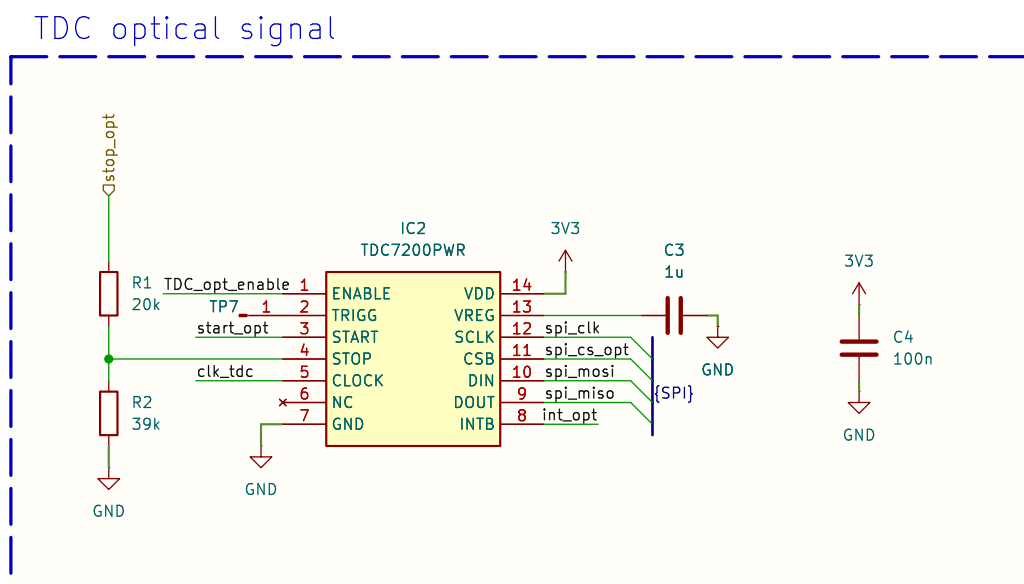 TDC optical signal
stop_opt
IC2
TDC7200PWR
3V3
C3
1u
3V3
R1
20k
TDC_opt_enable
TP7
1
start_opt
clk_tdc
1 ENABLE
2 TRIGG
3 START
4 STOP
5 CLOCK
6 NC
7 GND
VDD 14
VREG 13
SCLK 12
CSB 11
DIN 10
DOUT 9
INTB 8
spi_clk
spi_cs_opt
spi_mosi
spi_miso
int_opt
{SPI}
GND
C4
100n
GND
R2
39k
GND
GND